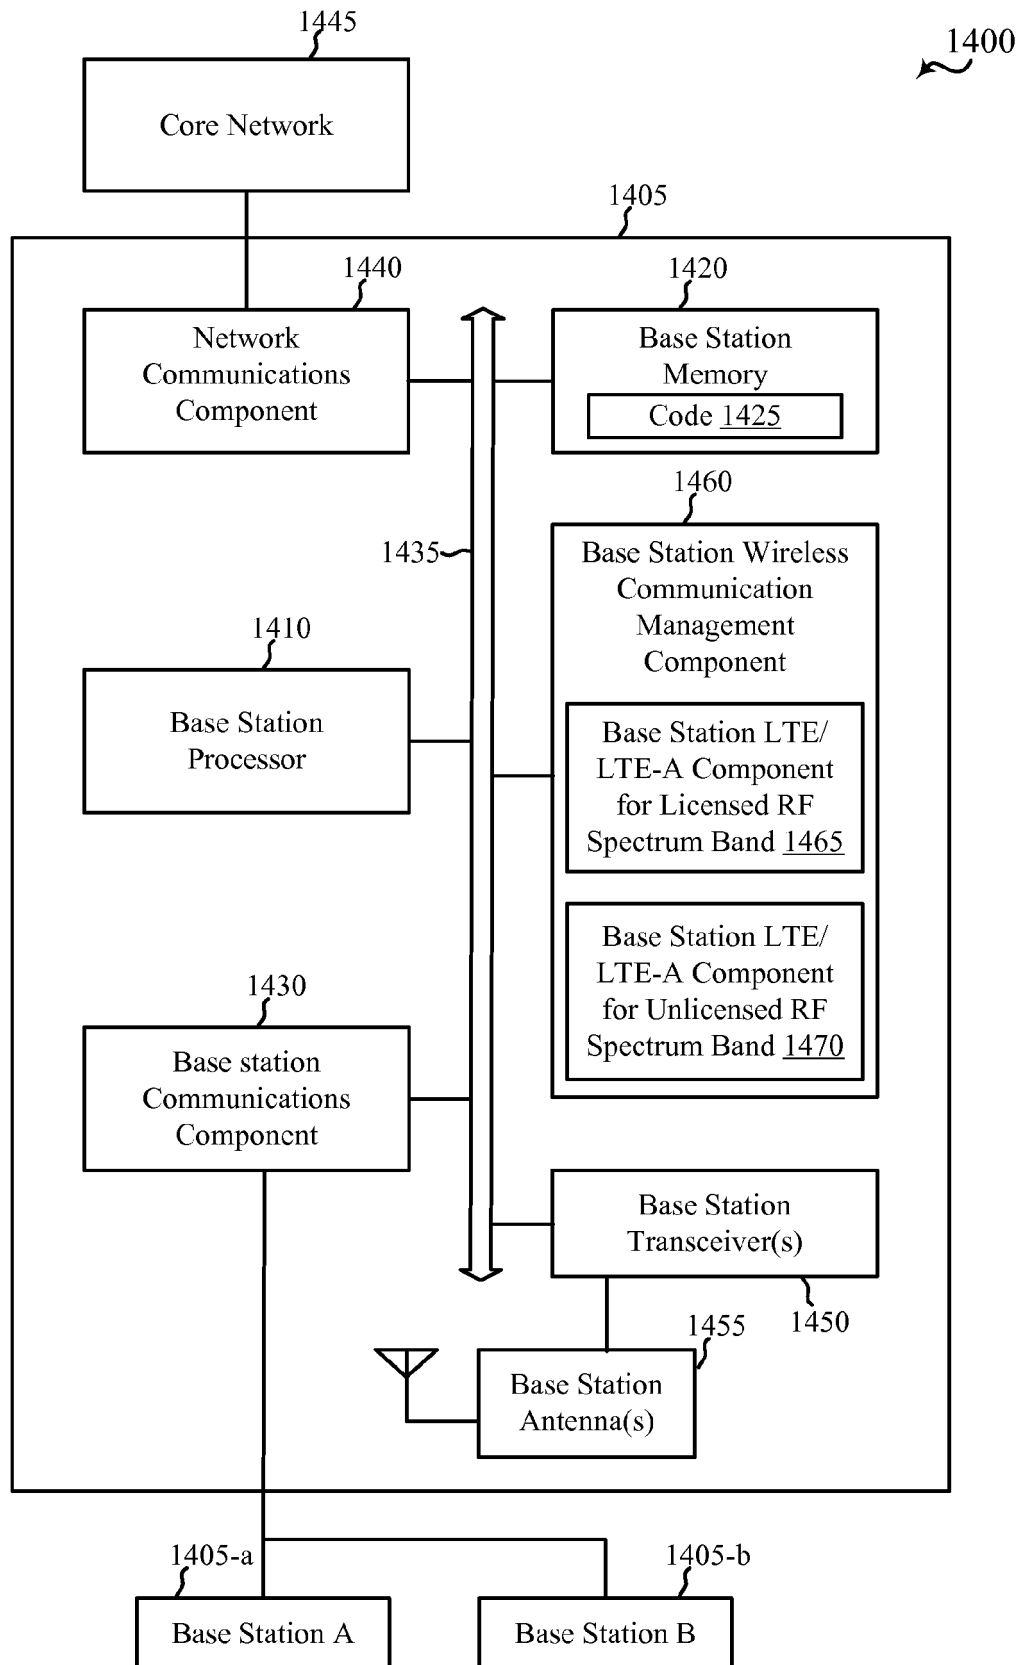 1445
1400
Core Network
1405
1440
1420
Network
Communications
Component
Base Station
Memory
Code 1425
1460
1435
Base Station Wireless
Communication
Management
Component
1410
Base Station
Processor
Base Station LTE/
LTE-A Component
for Licensed RF
Spectrum Band 1465
Base Station LTE/
LTE-A Component
for Unlicensed RF
Spectrum Band 1470
1430
Base station
Communications
Component
Base Station
Transceiver(s)
1450
1455
Base Station
Antenna(s)
1405-a
1405-b
Base Station A
Base Station B